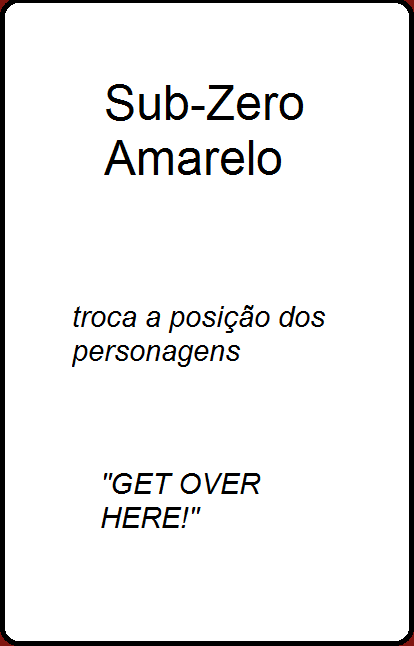 Sub-Zero
Amarelo
troca a posição dos
personagens
"GET OVER
HERE!"